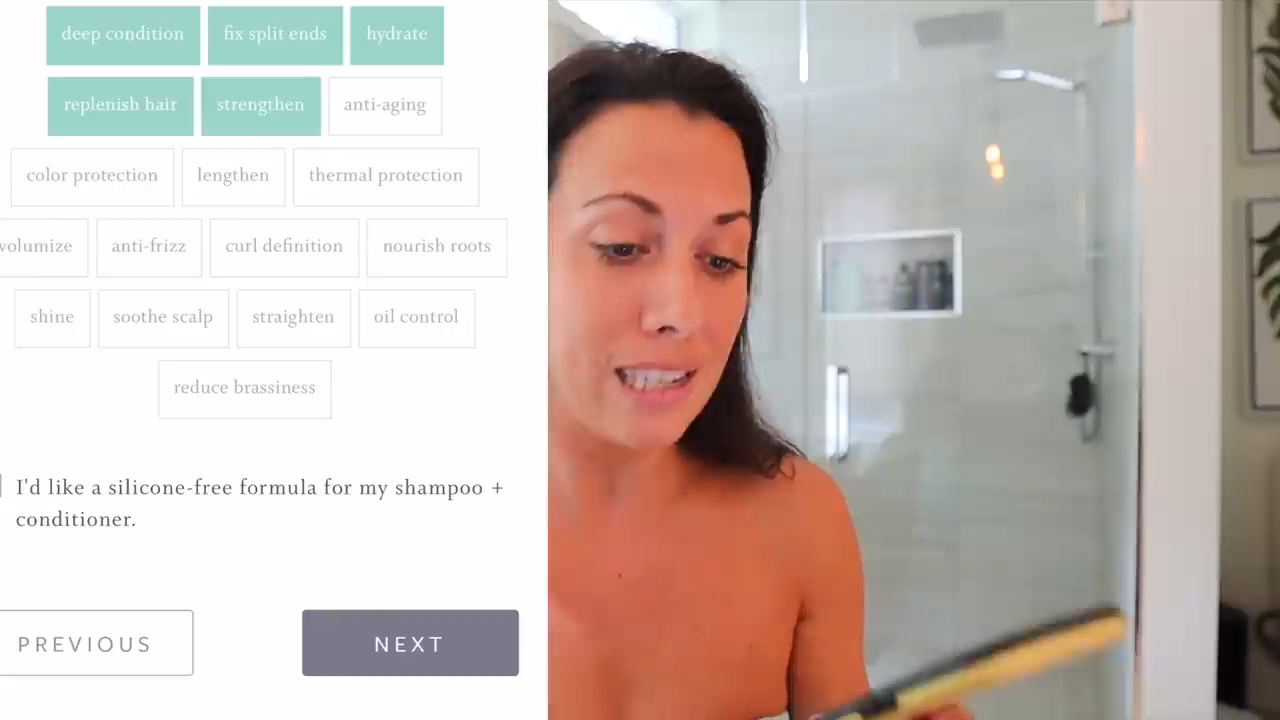 deep condition fix split ends hydrate
replenish hair strengthen anti-aging
color protection lengthen thermal protection
volumize anti-frizz curl definition nourish roots
shine soothe scalp straighten oil control
reduce brassiness
I'd like a silicone-free formula for my shampoo +
conditioner.
PREVIOUS NEXT